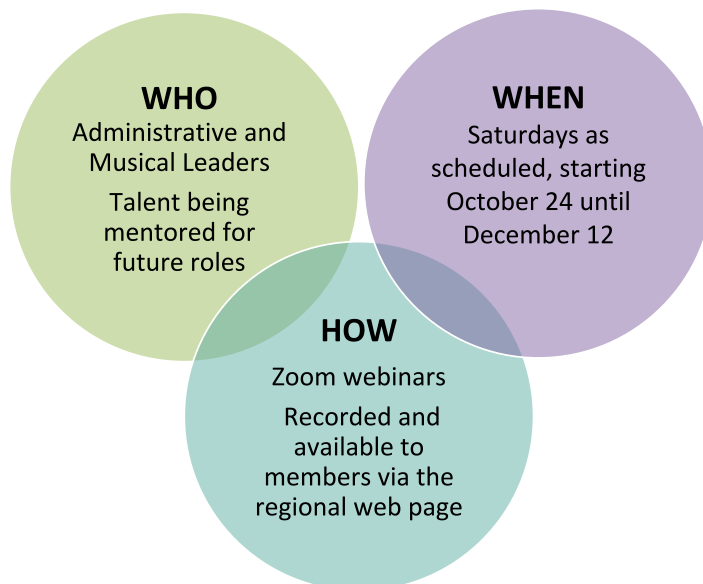 WHO
Administrative and
Musical Leaders
Talent being
mentored for
future roles
WHEN
Saturdays as
scheduled, starting
October 24 until
December 12
HOW
Zoom webinars
Recorded and
available to
members via the
regional web page